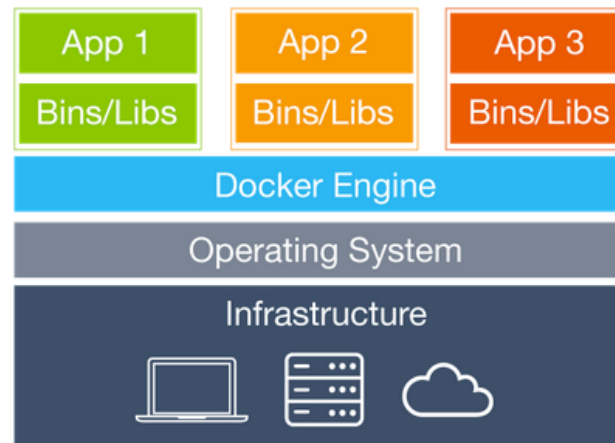 App 1
App 2
App 3
Bins/Libs
Bins/Libs
Bins/Libs
Docker Engine
Operating System
Infrastructure